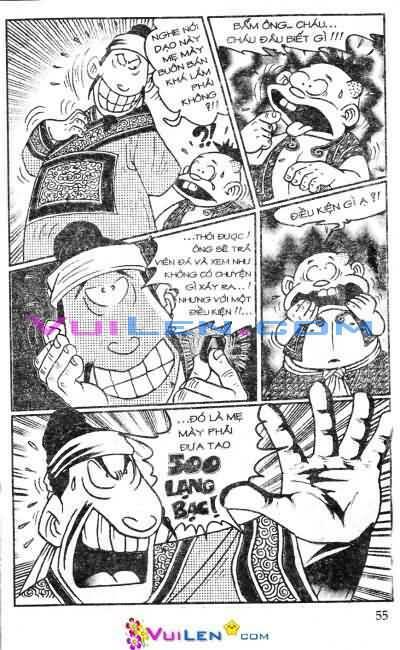 NGHE NÓI
DẠO NÀY
MẸ MÀY
BUÔN BÁN
KHÁ LẮM
PHẢI
KHÔNG
?!!
BẨM ÔNG... CHÁU...
CHÁU ĐÂU BIẾT GÌ !!!
?!
...THÔI ĐƯỢC !
ÔNG SẼ TRẢ
VIÊN ĐÁ VÀ XEM NHƯ
KHÔNG CÓ CHUYỆN
GÌ XẢY RA...!
NHƯNG VỚI MỘT
ĐIỀU KIỆN!!...
ĐIỀU KIỆN GÌ Ạ ?!
VUILEN.COM
...ĐÓ LÀ MẸ
MÀY PHẢI
ĐƯA TAO
500
LẠNG
BẠC!
55
VUILEN.COM